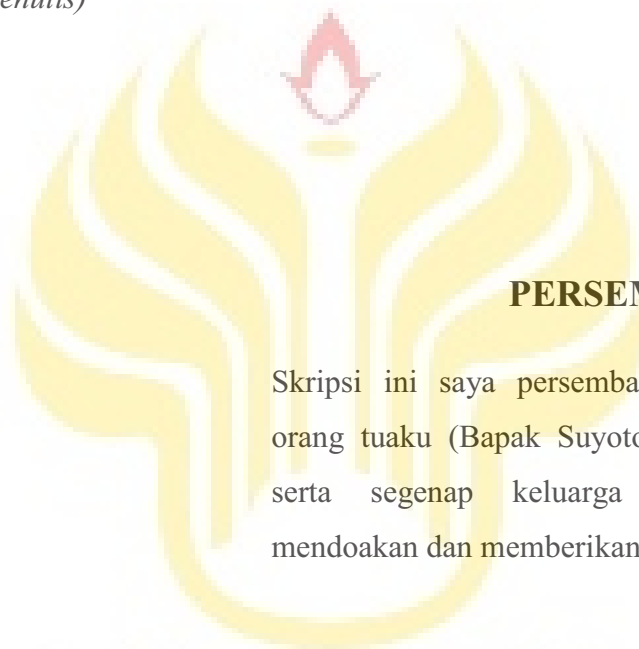 enulis)
PERSEM
Skripsi ini saya persemba
orang tuaku (Bapak Suyoto
serta segenap keluarga
mendoakan dan memberikan